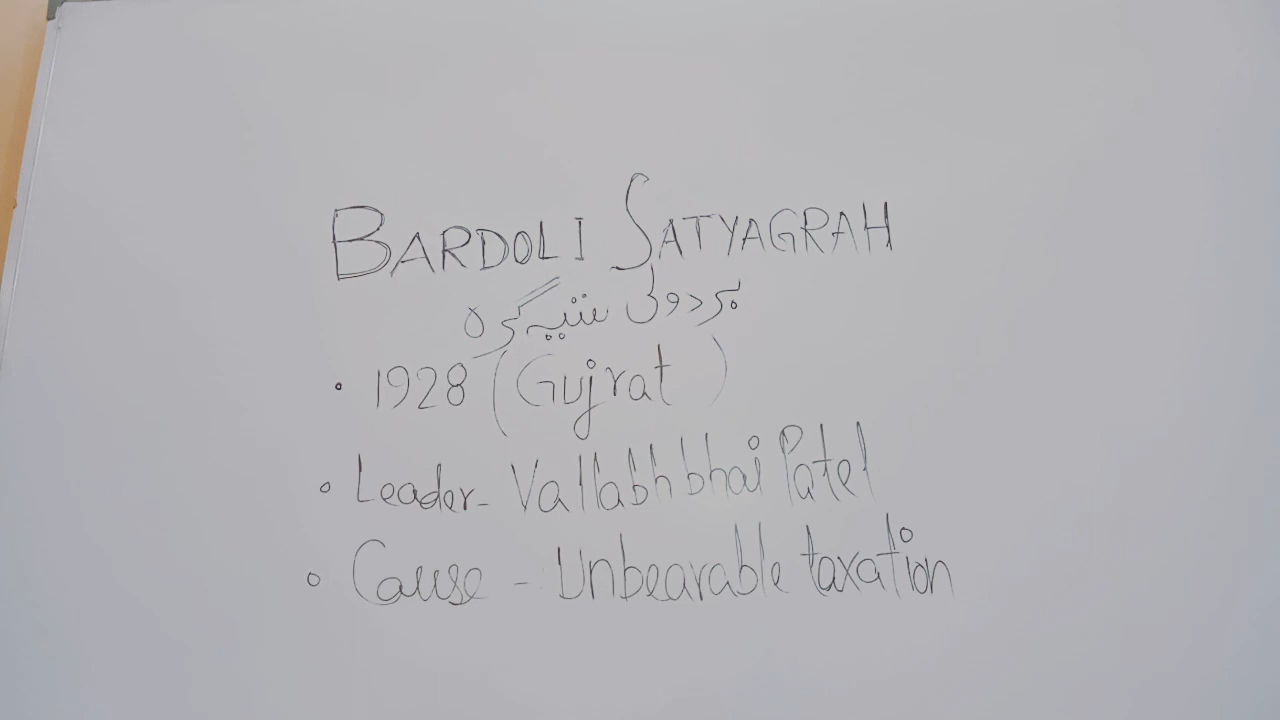 BARDOLI SATYAGRAH
بردولی ستیہ گرہ
• 1928 (Gujrat)
• Leader- Vallabhbhai Patel
• Cause - Unbearable taxation